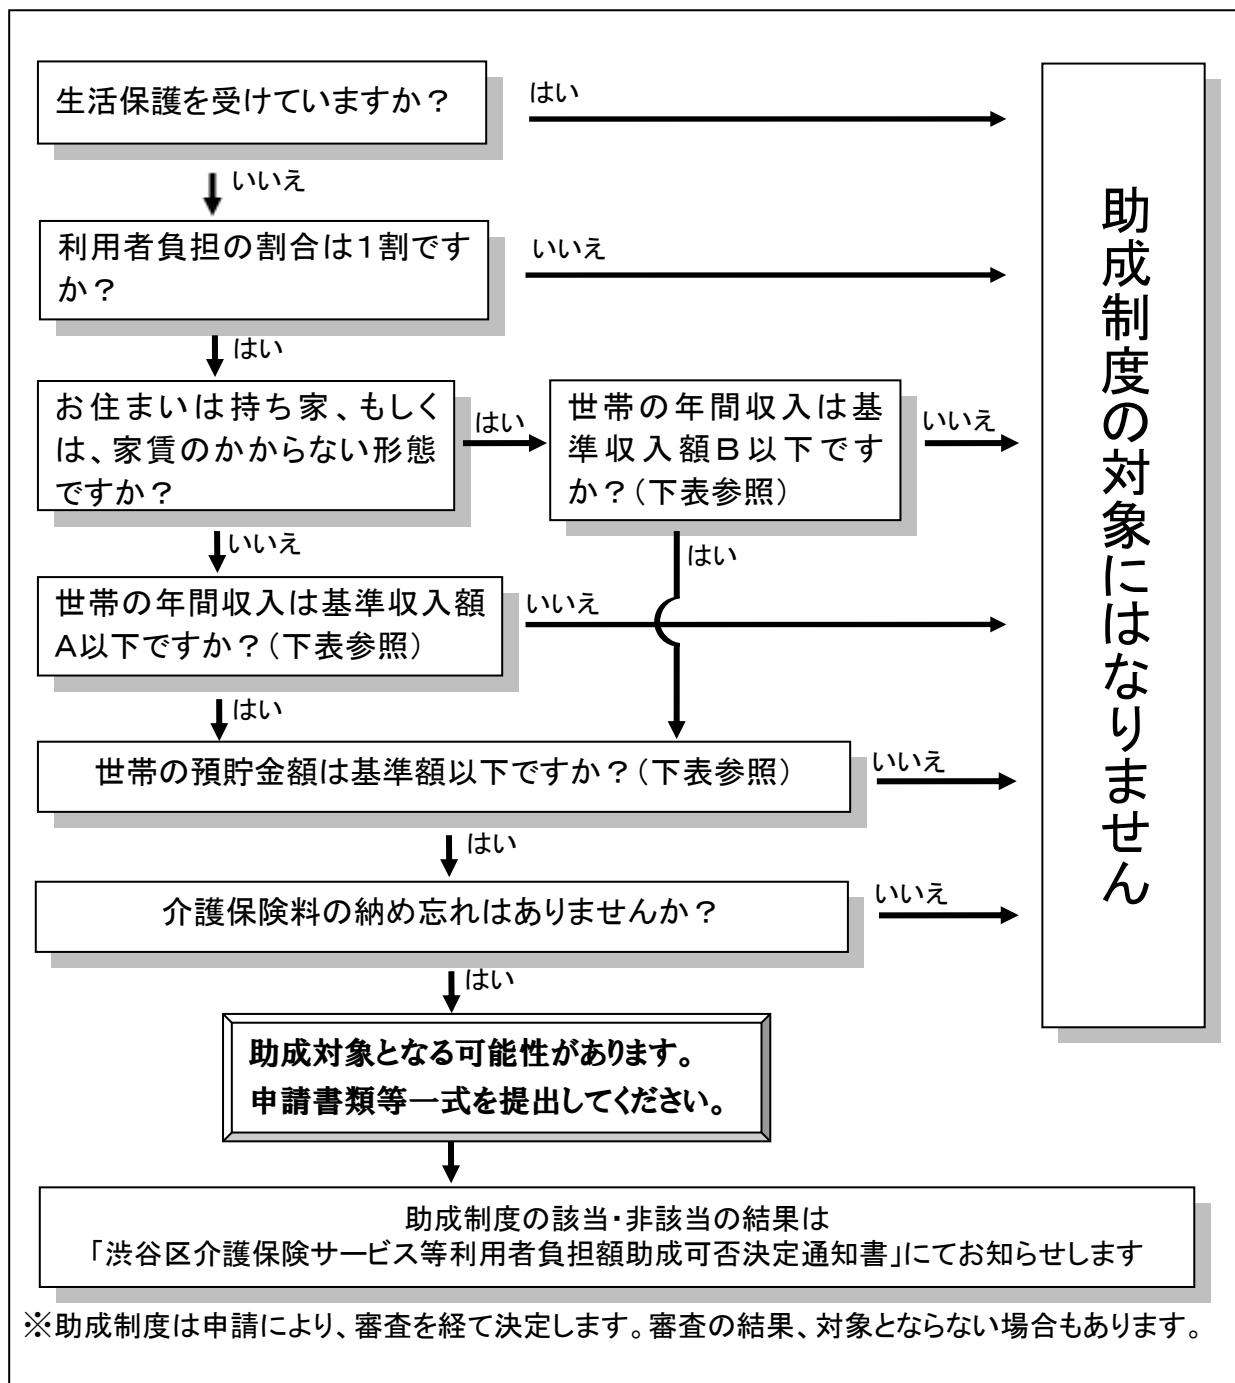 生活保護を受けていますか？
はい
いいえ
利用者負担の割合は１割です
か？
いいえ
はい
お住まいは持ち家、もしく
は、家賃のかからない形態
ですか？
はい
世帯の年間収入は基
準収入額Ｂ以下です
か？（下表参照）
いいえ
いいえ
はい
世帯の年間収入は基準収入額
Ａ以下ですか？（下表参照）
いいえ
はい
世帯の預貯金額は基準額以下ですか？（下表参照）
いいえ
はい
介護保険料の納め忘れはありませんか？
いいえ
はい
助成対象となる可能性があります。
申請書類等一式を提出してください。
助成制度の該当・非該当の結果は
「渋谷区介護保険サービス等利用者負担額助成可否決定通知書」にてお知らせします
助成制度の対象にはなりません
※助成制度は申請により、審査を経て決定します。審査の結果、対象とならない場合もあります。